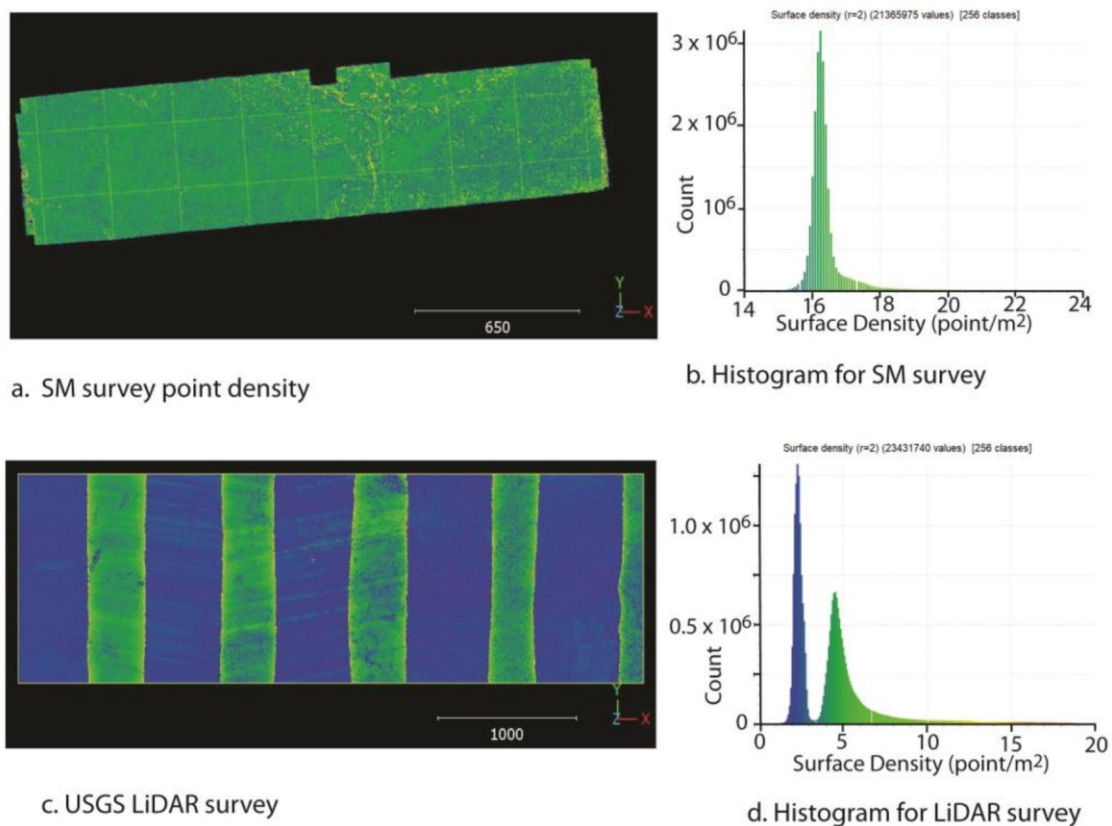 Surface density (r=2) (21365975 values) [256 classes]
3 x 10⁶
2 x 10⁶
10⁶
0
Count
14 16 18 20 22 24
Surface Density (point/m²)
Y
Z X
650
a. SM survey point density
b. Histogram for SM survey
Surface density (r=2) (23431740 values) [256 classes]
1.0 x 10⁶
0.5 x 10⁶
0
Count
0 5 10 15 20
Surface Density (point/m²)
Y
Z X
1000
c. USGS LiDAR survey
d. Histogram for LiDAR survey